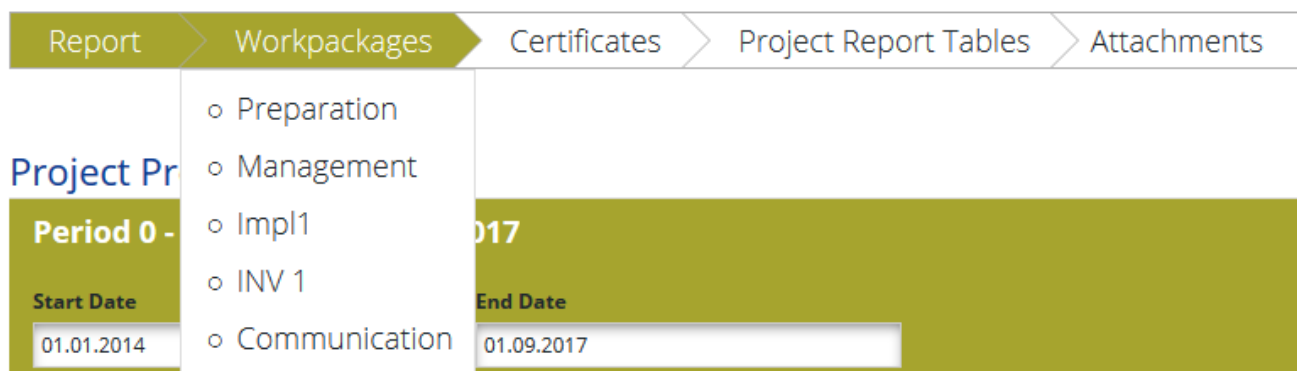 Report Workpackages Certificates Project Report Tables Attachments
Preparation
Management
Impl1
INV 1
Communication
Project Pr
Period 0 - 017
Start Date End Date
01.01.2014 01.09.2017